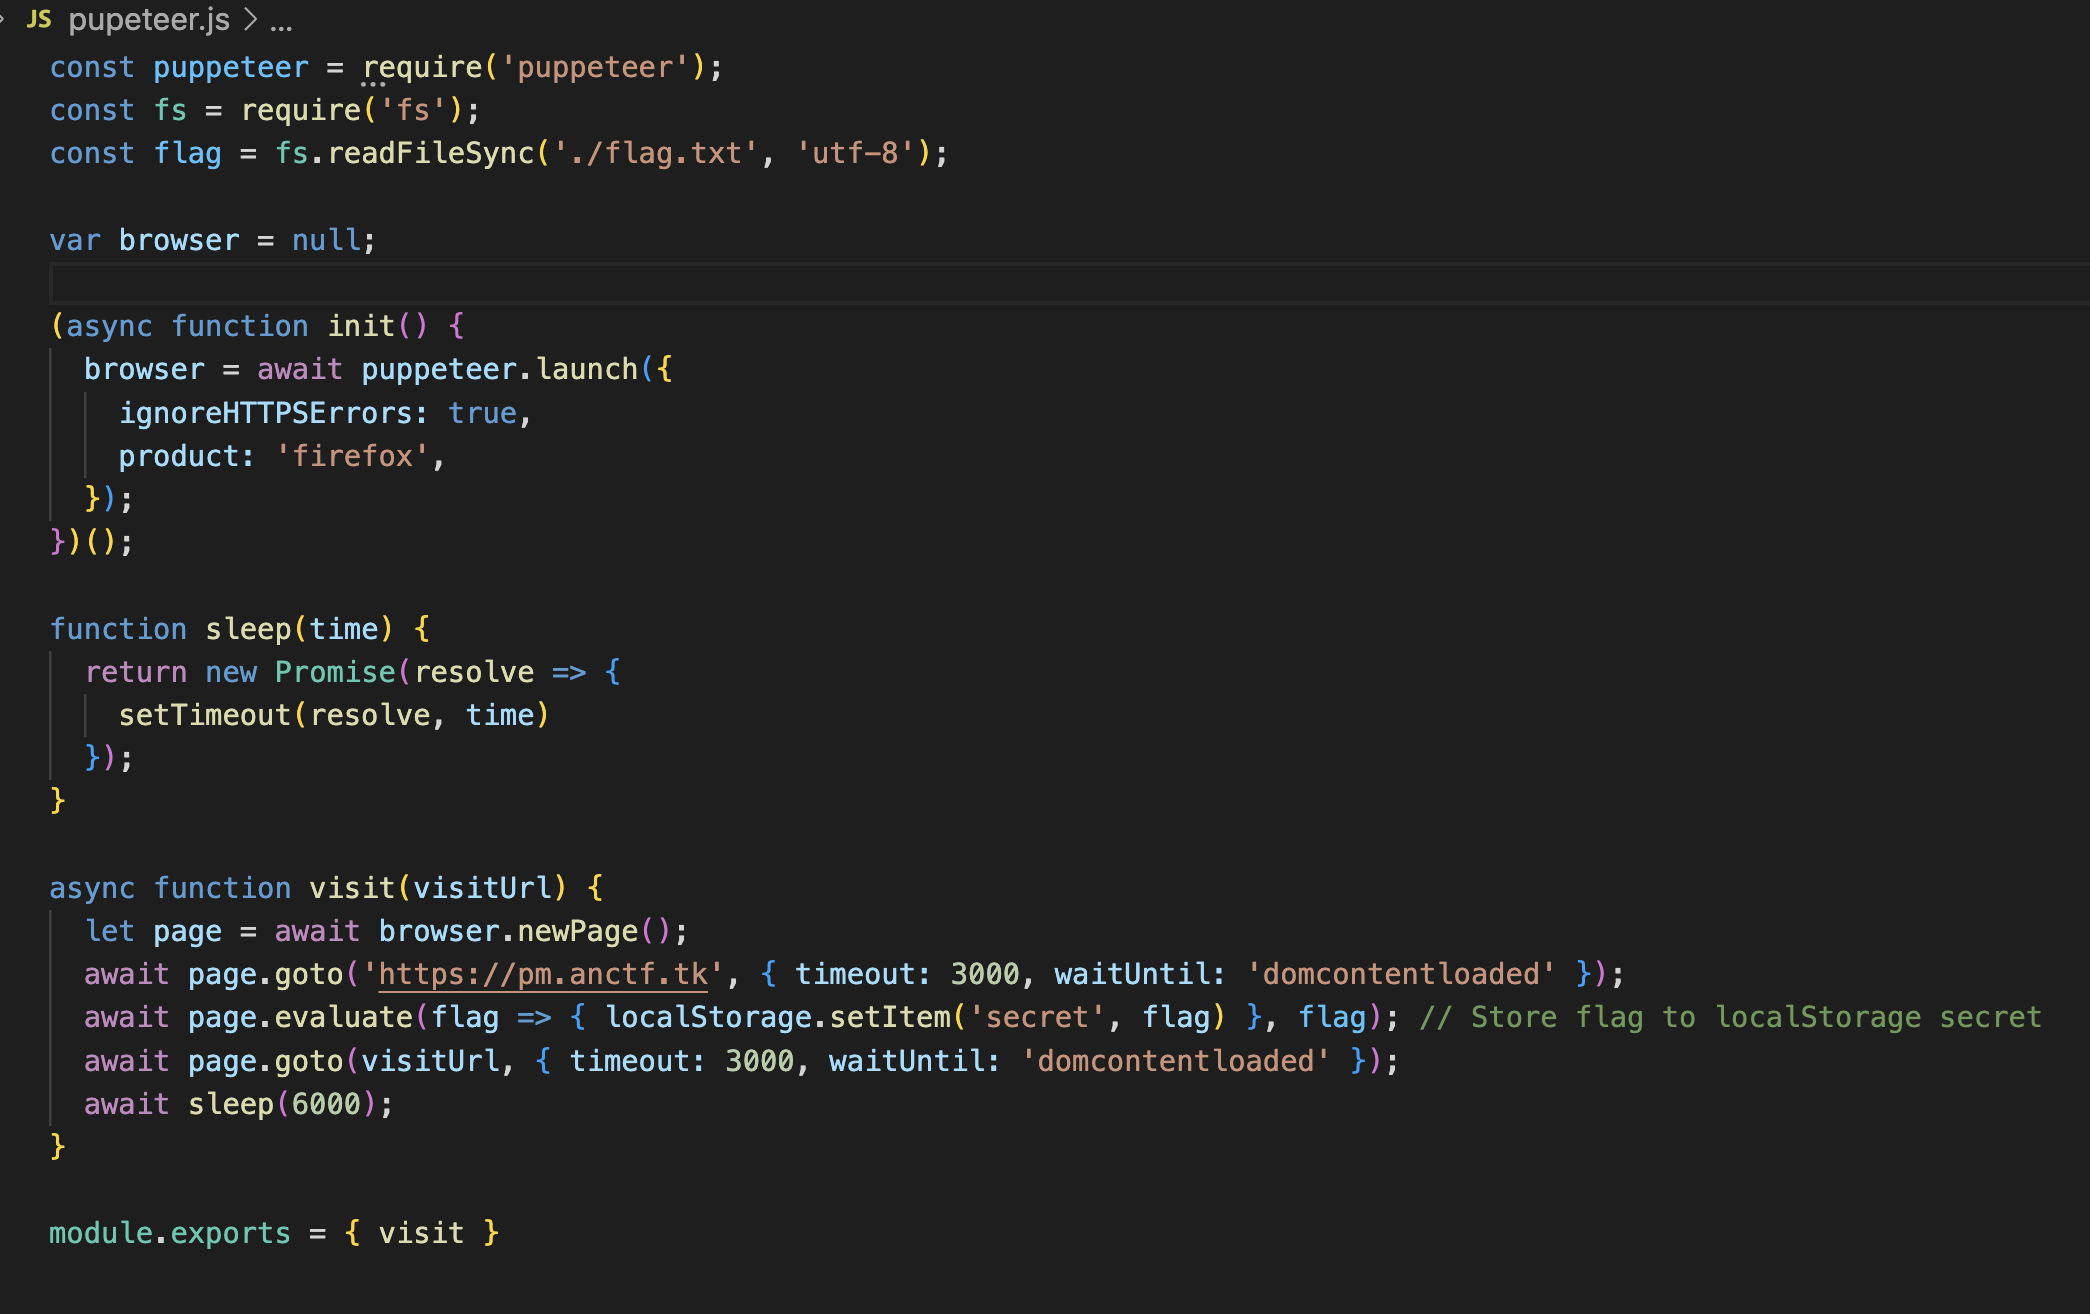 JS pupeteer.js > ...
const puppeteer = require('puppeteer');
const fs = require('fs');
const flag = fs.readFileSync('./flag.txt', 'utf-8');
var browser = null;
(async function init() {
  browser = await puppeteer.launch({
    ignoreHTTPSErrors: true,
    product: 'firefox',
  });
})();
function sleep(time) {
  return new Promise(resolve => {
    setTimeout(resolve, time)
  });
}
async function visit(visitUrl) {
  let page = await browser.newPage();
  await page.goto('https://pm.anctf.tk', { timeout: 3000, waitUntil: 'domcontentloaded' });
  await page.evaluate(flag => { localStorage.setItem('secret', flag) }, flag); // Store flag to localStorage secret
  await page.goto(visitUrl, { timeout: 3000, waitUntil: 'domcontentloaded' });
  await sleep(6000);
}
module.exports = { visit }